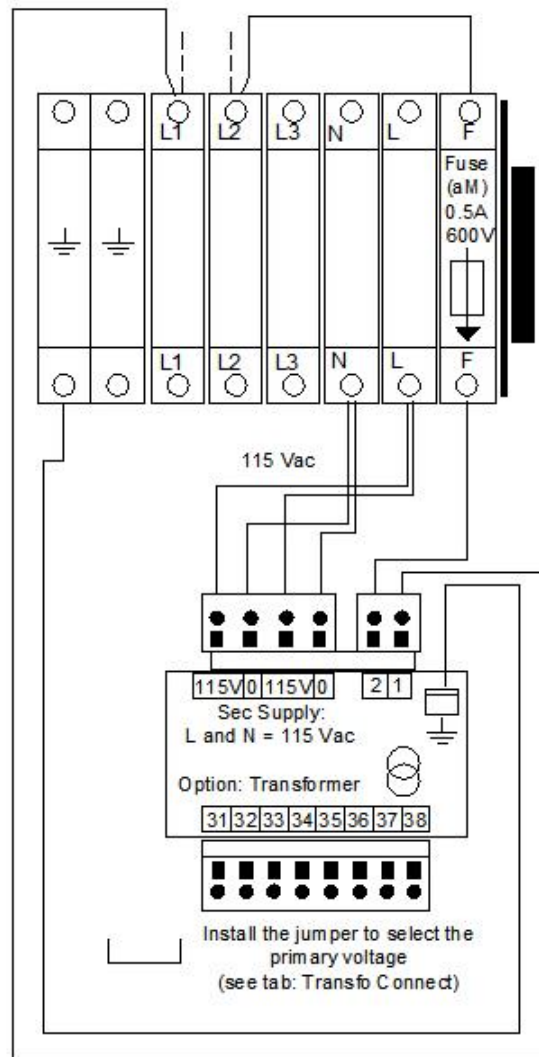 L1 L2 L3 N L F
Fuse
(aM)
0.5A
600V
L1 L2 L3 N L F
115 Vac
115V 0 115V 0 2 1
Sec Supply:
L and N = 115 Vac
Option: Transformer
31 32 33 34 35 36 37 38
Install the jumper to select the
primary voltage
(see tab: Transfo Connect)